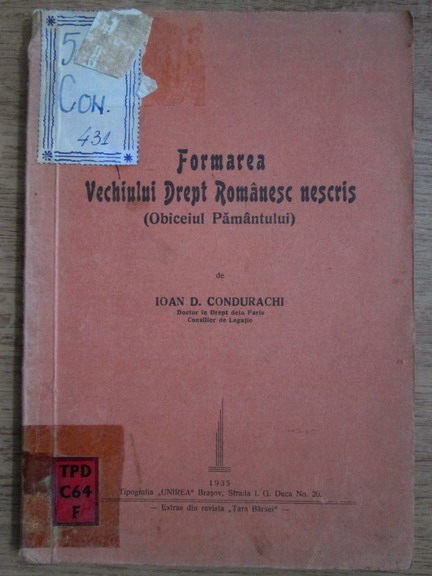 5
Con.
431
Formarea
Vechiului Drept Românesc nescris
(Obiceiul Pământului)
de
IOAN D. CONDURACHI
Doctor în Drept dela Paris
Consilier de Legație
TPD
C64
F
1935
Tipografia „UNIREA" Brașov, Strada I. G. Duca No. 20.
— Extras din revista „Țara Bârsei" —